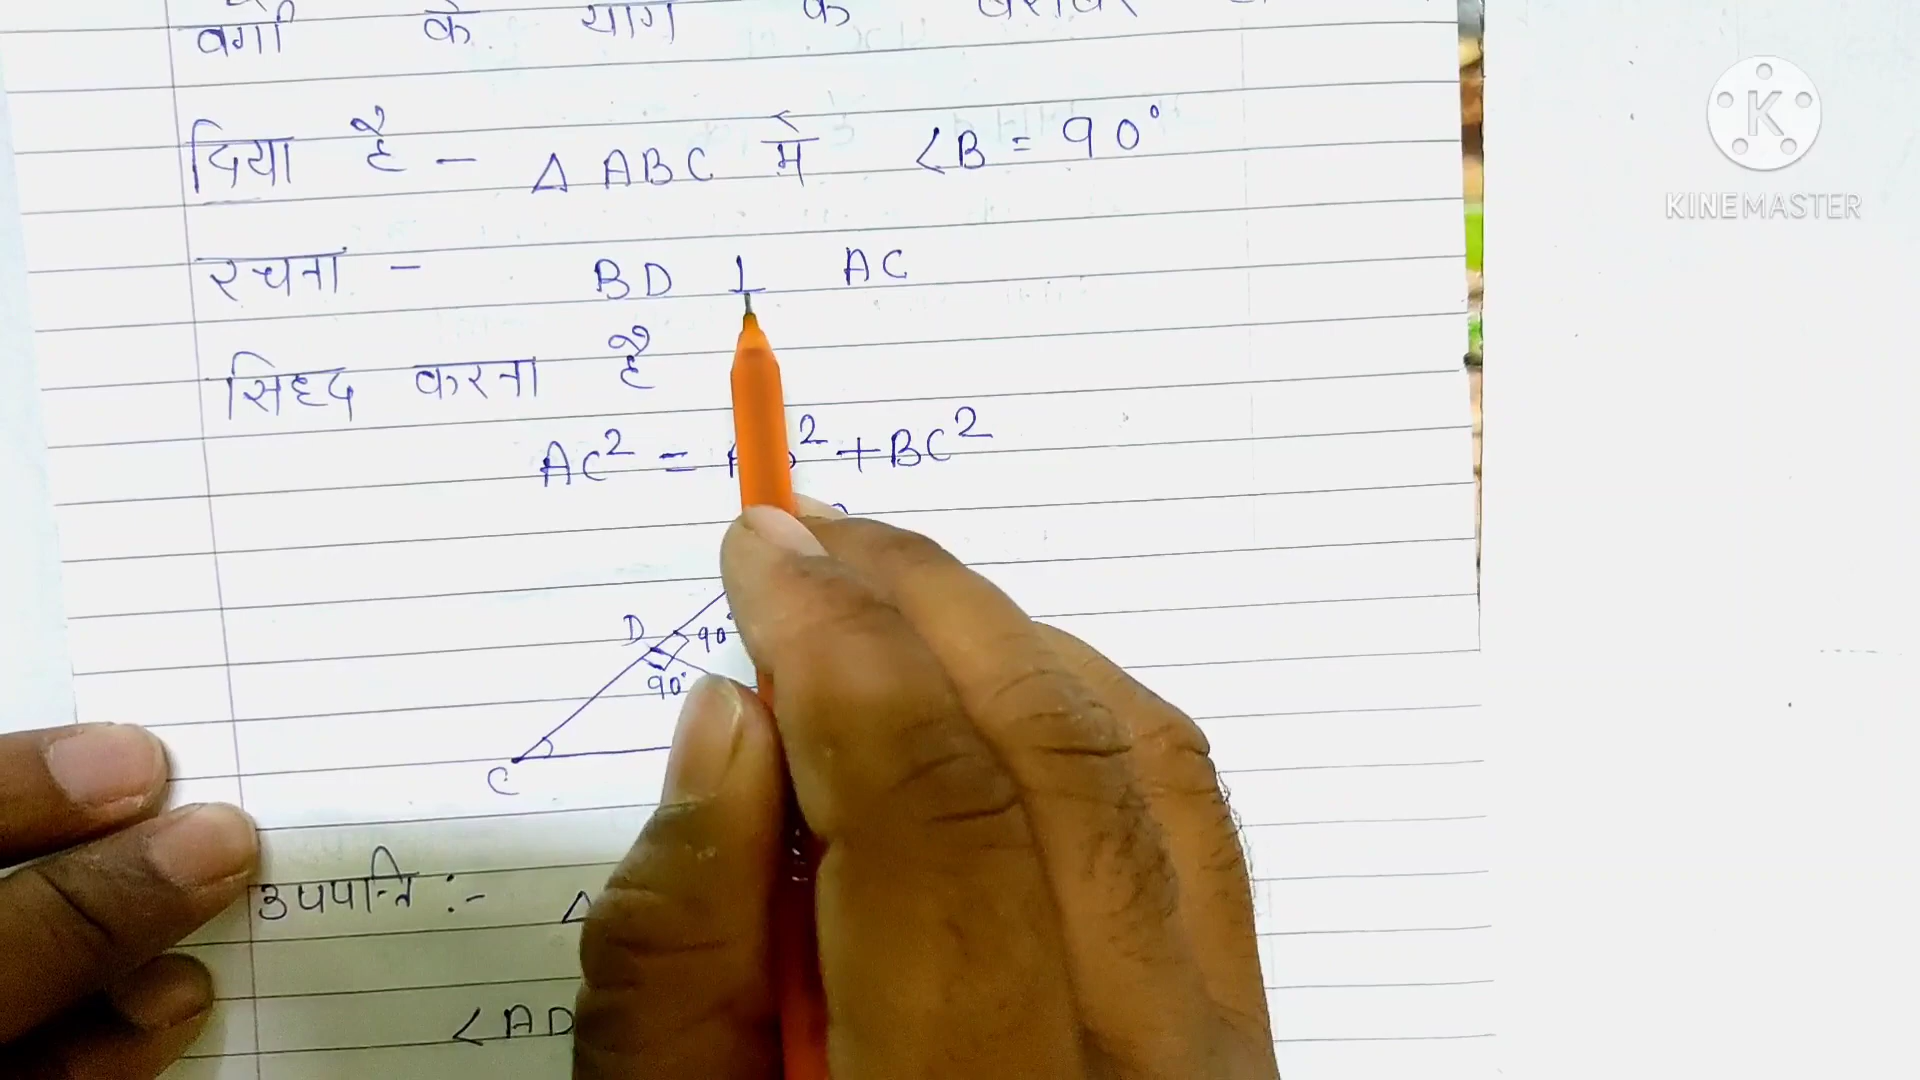 वर्गो के योग के बराबर
दिया है - △ ABC में ∠B = 90°
रचना - BD ⊥ AC
सिद्द करना है
AC² = ² + BC²
D 90°
90°
C
उपपत्ति :- △
∠AD
K
KINEMASTER